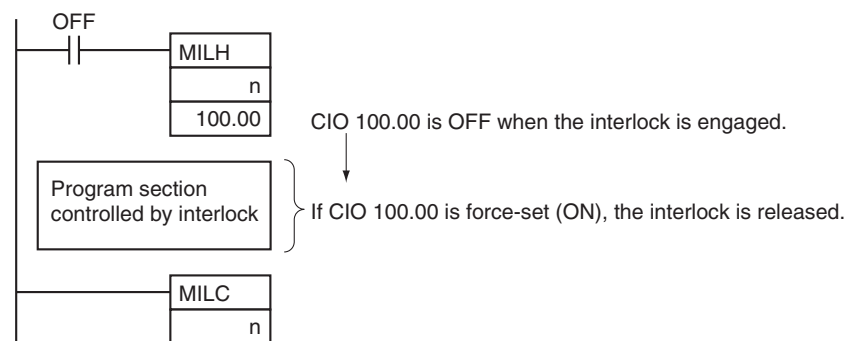 OFF
MILH
n
100.00
CIO 100.00 is OFF when the interlock is engaged.
Program section
controlled by interlock
If CIO 100.00 is force-set (ON), the interlock is released.
MILC
n